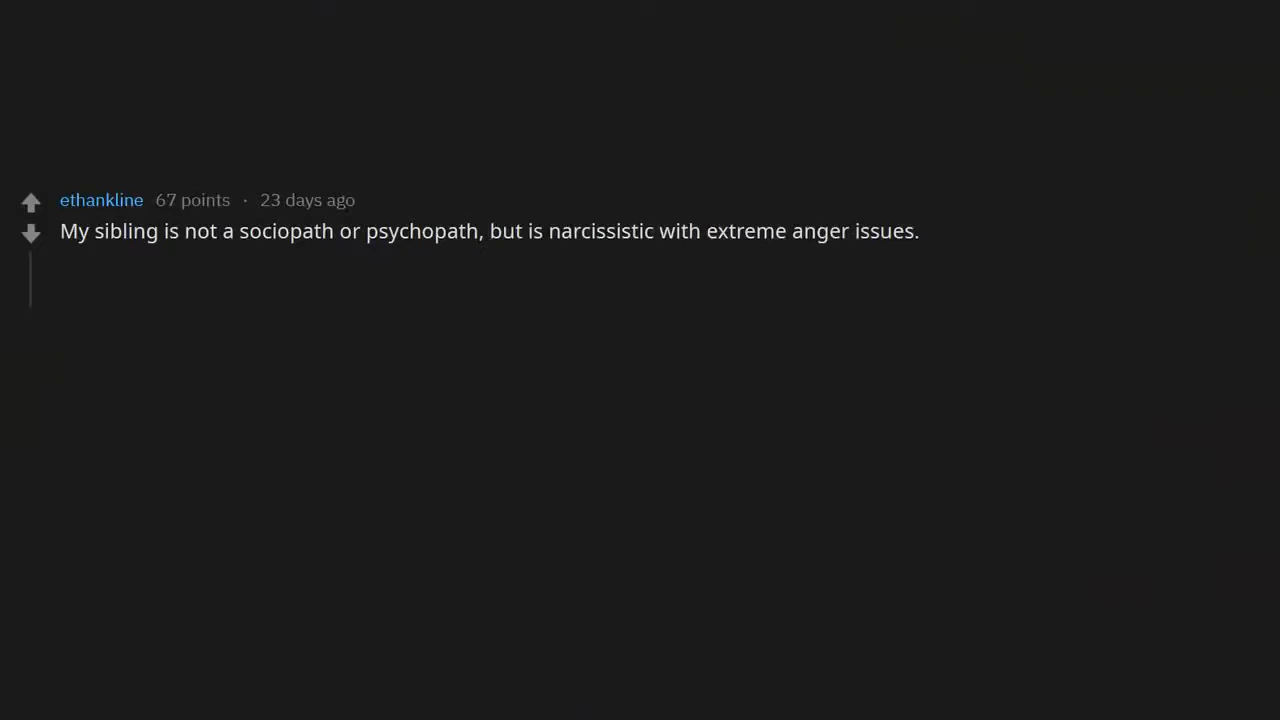 ethankline 67 points · 23 days ago
My sibling is not a sociopath or psychopath, but is narcissistic with extreme anger issues.